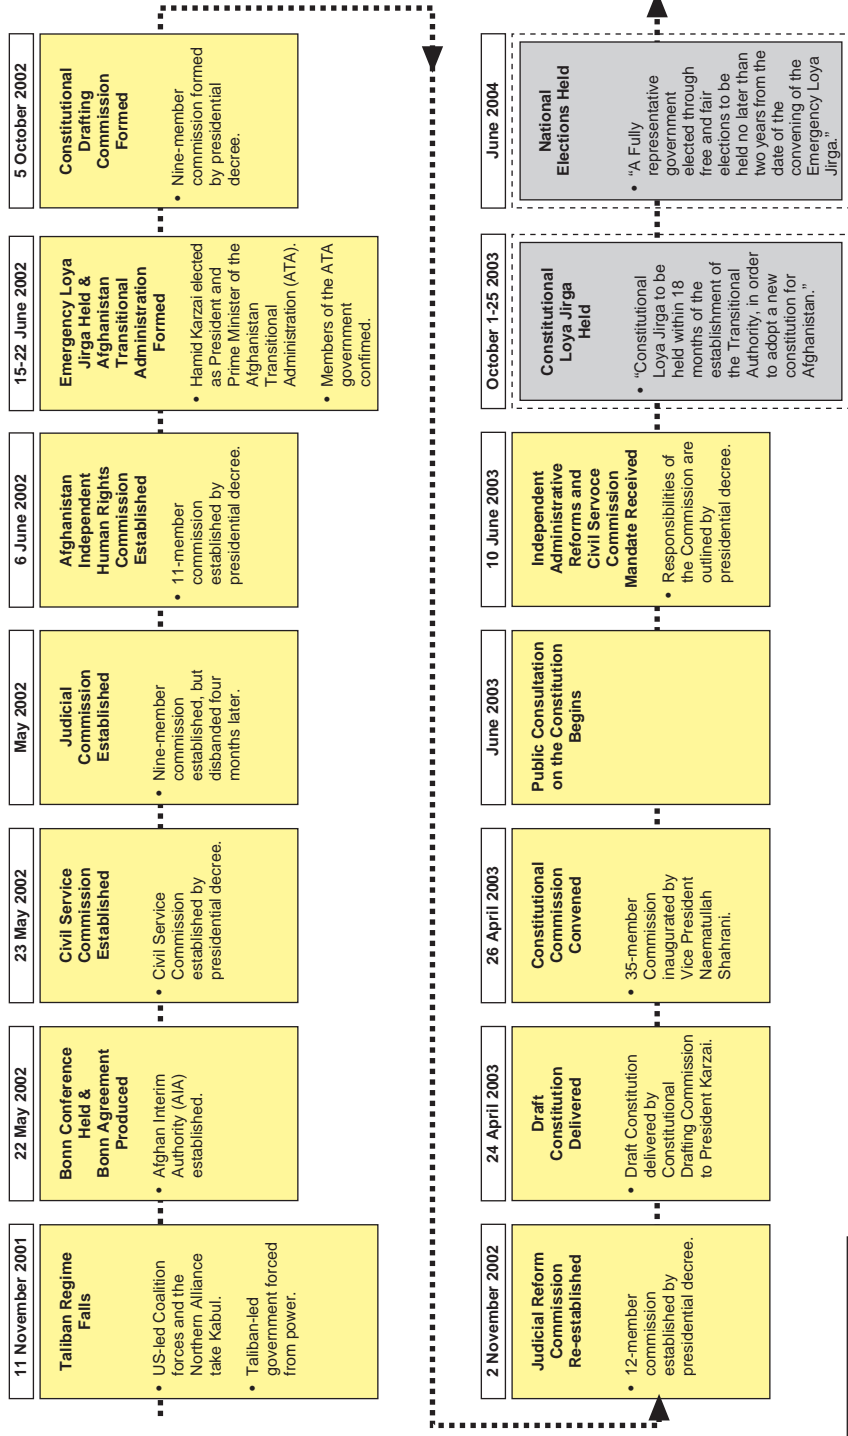 11 November 2001
Taliban Regime
Falls
• US-led Coalition
forces and the
Northern Alliance
take Kabul.
• Taliban-led
government forced
from power.
22 May 2002
Bonn Conference
Held &
Bonn Agreement
Produced
• Afghan Interim
Authority (AIA)
established.
23 May 2002
Civil Service
Commission
Established
• Civil Service
Commission
established by
presidential decree.
May 2002
Judicial
Commission
Established
• Nine-member
commission
established, but
disbanded four
months later.
6 June 2002
Afghanistan
Independent
Human Rights
Commission
Established
• 11-member
commission
established by
presidential decree.
15-22 June 2002
Emergency Loya
Jirga Held &
Afghanistan
Transitional
Administration
Formed
• Hamid Karzai elected
as President and
Prime Minister of the
Afghanistan
Transitional
Administration (ATA).
• Members of the ATA
government
confimed.
5 October 2002
Constitutional
Drafting
Commission
Formed
• Nine-member
commission formed
by presidential
decree.
2 November 2002
Judicial Reform
Commission
Re-established
• 12-member
commission
established by
presidential decree.
24 April 2003
Draft
Constitution
Delivered
• Draft Constitution
delivered by
Constitutional
Drafting Commission
to President Karzai.
26 April 2003
Constitutional
Commission
Convened
• 35-member
Commission
inaugurated by
Vice President
Naematullah
Shahrani.
June 2003
Public Consultation
on the Constitution
Begins
10 June 2003
Independent
Administrative
Reforms and
Civil Servoce
Commission
Mandate Received
• Responsibilities of
the Commission are
outlined by
presidential decree.
October 1-25 2003
Constitutional
Loya Jirga
Held
• “Constitutional
Loya Jirga to be
held within 18
months of the
establishment of
the Transitional
Authority, in order
to adopt a new
constitution for
Afghanistan.”
June 2004
National
Elections Held
• “A Fully
representative
government
elected through
free and fair
elections to be
held no later than
two years from the
date of the
convening of the
Emergency Loya
Jirga.”